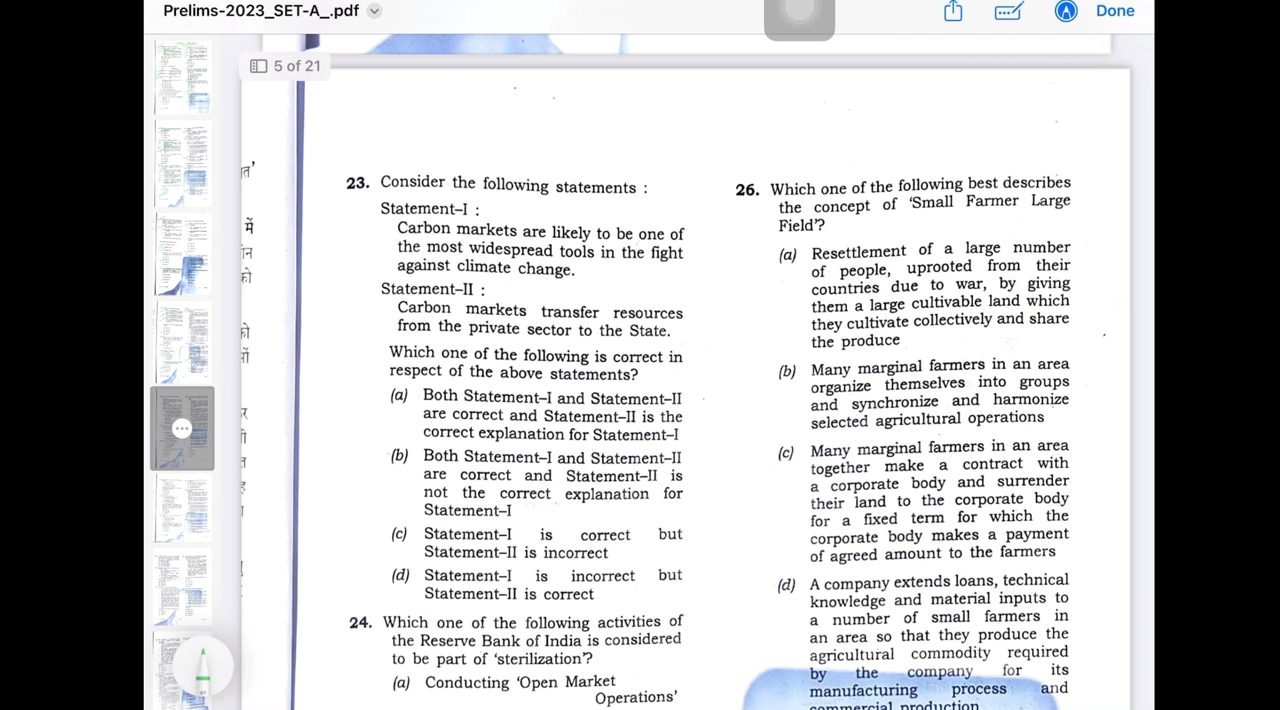 Prelims-2023_SET-A_.pdf
Done
5 of 21
Consider the following statements :
Statement–I :
Carbon markets are likely to be one of
the most widespread tools in the fight
against climate change.
Statement–II :
Carbon markets transfer resources
from the private sector to the State.
Which one of the following is correct in
respect of the above statements?
(a) Both Statement–I and Statement–II
are correct and Statement–II is the
correct explanation for Statement–I
(b) Both Statement–I and Statement–II
are correct and Statement–II is
not the correct explanation for
Statement–I
(c) Statement–I is correct but
Statement–II is incorrect
(d) Statement–I is incorrect but
Statement–II is correct
24. Which one of the following activities of
the Reserve Bank of India is considered
to be part of 'sterilization'?
(a) Conducting 'Open Market
Operations'
26. Which one of the following best describes
the concept of 'Small Farmer Large
Field'?
(a) Resettlement of a large number
of people, uprooted from their
countries due to war, by giving
them a large cultivable land which
they cultivate collectively and share
the produce
(b) Many marginal farmers in an area
organize themselves into groups
and synchronize and harmonize
selected agricultural operations
(c) Many marginal farmers in an area
together make a contract with
a corporate body and surrender
their land to the corporate body
for a fixed term for which the
corporate body makes a payment
of agreed amount to the farmers
(d) A company extends loans, technical
knowledge and material inputs to
a number of small farmers in
an area so that they produce the
agricultural commodity required
by the company for its
manufacturing process and
commercial production